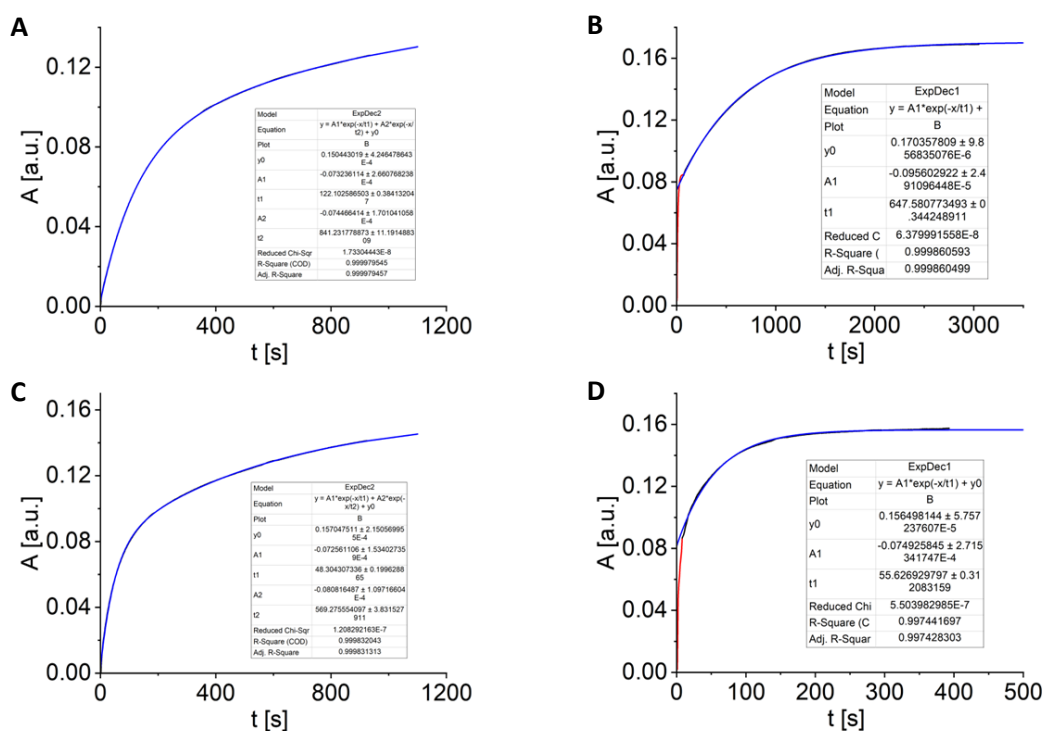 A
A [a.u.]
0.12
0.08
0.04
0.00
0 400 800 1200
t [s]
Model ExpDec2
Equation y = A1*exp(-x/t1) + A2*exp(-x/
t2) + y0
Plot B
y0 0.150443019 ± 4.246478643
E-4
A1 -0.073236114 ± 2.660768238
E-4
t1 122.102586503 ± 0.38413204
7
A2 -0.074466414 ± 1.701041058
E-4
t2 841.231778873 ± 11.1914883
09
Reduced Chi-Sqr 1.73304443E-8
R-Square (COD) 0.999979545
Adj. R-Square 0.999979457
B
A [a.u.]
0.16
0.12
0.08
0.04
0.00
0 1000 2000 3000
t [s]
Model ExpDec1
Equation y = A1*exp(-x/t1) +
Plot B
y0 0.170357809 ± 9.8
56835076E-6
A1 -0.095602922 ± 2.4
91096448E-5
t1 647.580773493 ± 0
.344248911
Reduced C 6.379991558E-8
R-Square ( 0.999860593
Adj. R-Squa 0.999860499
C
A [a.u.]
0.16
0.12
0.08
0.04
0.00
0 400 800 1200
t [s]
Model ExpDec2
Equation y = A1*exp(-x/t1) + A2*exp(-
x/t2) + y0
Plot B
y0 0.157047511 ± 2.15056995
5E-4
A1 -0.072561106 ± 1.53402735
9E-4
t1 48.304307336 ± 0.1996288
65
A2 -0.080816487 ± 1.09716604
E-4
t2 569.275554097 ± 3.831527
911
Reduced Chi-Sqr 1.208292163E-7
R-Square (COD) 0.999832043
Adj. R-Square 0.999831313
D
A [a.u.]
0.16
0.12
0.08
0.04
0.00
0 100 200 300 400 500
t [s]
Model ExpDec1
Equation y = A1*exp(-x/t1) + y0
Plot B
y0 0.156498144 ± 5.757
237607E-5
A1 -0.074925845 ± 2.715
341747E-4
t1 55.626929797 ± 0.31
2083159
Reduced Chi 5.503982985E-7
R-Square (C 0.997441697
Adj. R-Squar 0.997428303